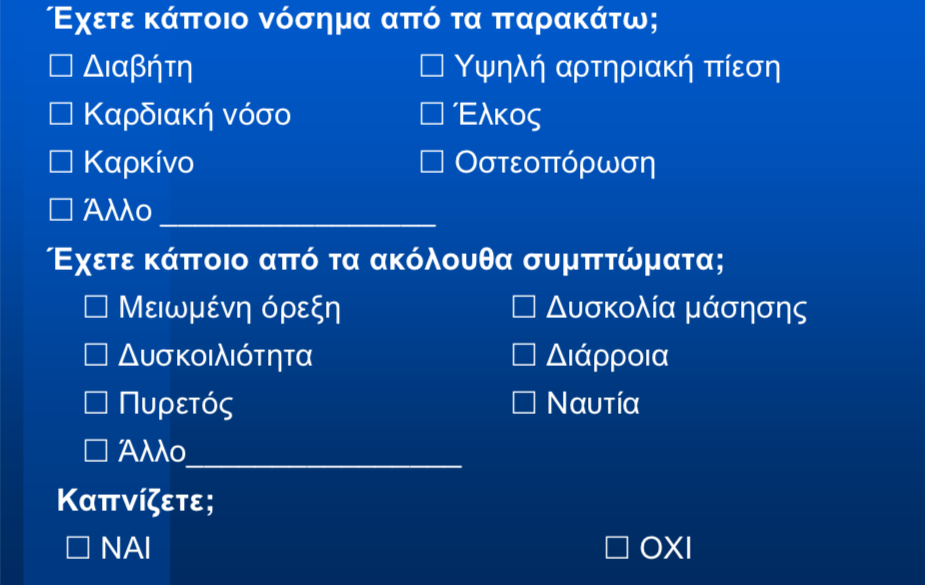 Έχετε κάποιο νόσημα από τα παρακάτω;
☐ Διαβήτη ☐ Υψηλή αρτηριακή πίεση
☐ Καρδιακή νόσο ☐ Έλκος
☐ Καρκίνο ☐ Οστεοπόρωση
☐ Άλλο ________________
Έχετε κάποιο από τα ακόλουθα συμπτώματα;
☐ Μειωμένη όρεξη ☐ Δυσκολία μάσησης
☐ Δυσκοιλιότητα ☐ Διάρροια
☐ Πυρετός ☐ Ναυτία
☐ Άλλο________________
Καπνίζετε;
☐ ΝΑΙ ☐ ΟΧΙ